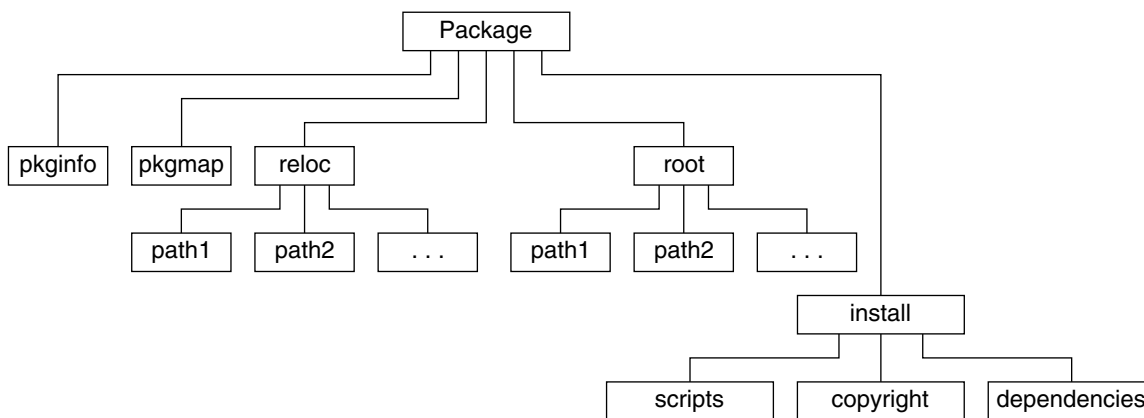 Package
pkginfo
pkgmap
reloc
root
path1
path2
. . .
path1
path2
. . .
install
scripts
copyright
dependencies